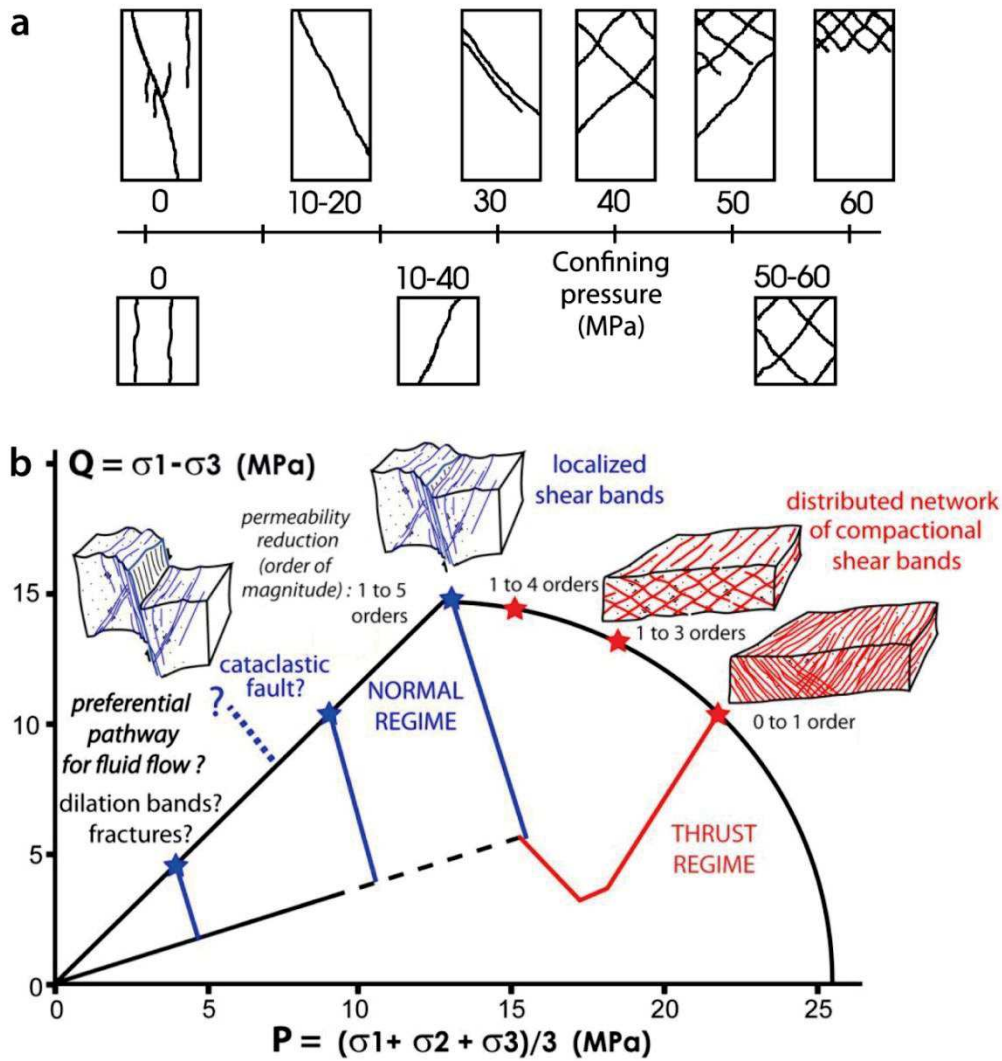 a
0
10-20
30
40
50
60
0
10-40
Confining
pressure
(MPa)
50-60
b
Q = σ1-σ3 (MPa)
localized
shear bands
distributed network
of compactional
shear bands
permeability
reduction
(order of
magnitude) : 1 to 5
orders
1 to 4 orders
1 to 3 orders
0 to 1 order
cataclastic
fault?
?
NORMAL
REGIME
preferential
pathway
for fluid flow ?
dilation bands?
fractures?
THRUST
REGIME
20
15
10
5
0
0
5
10
15
20
25
P = (σ1+ σ2 + σ3)/3 (MPa)